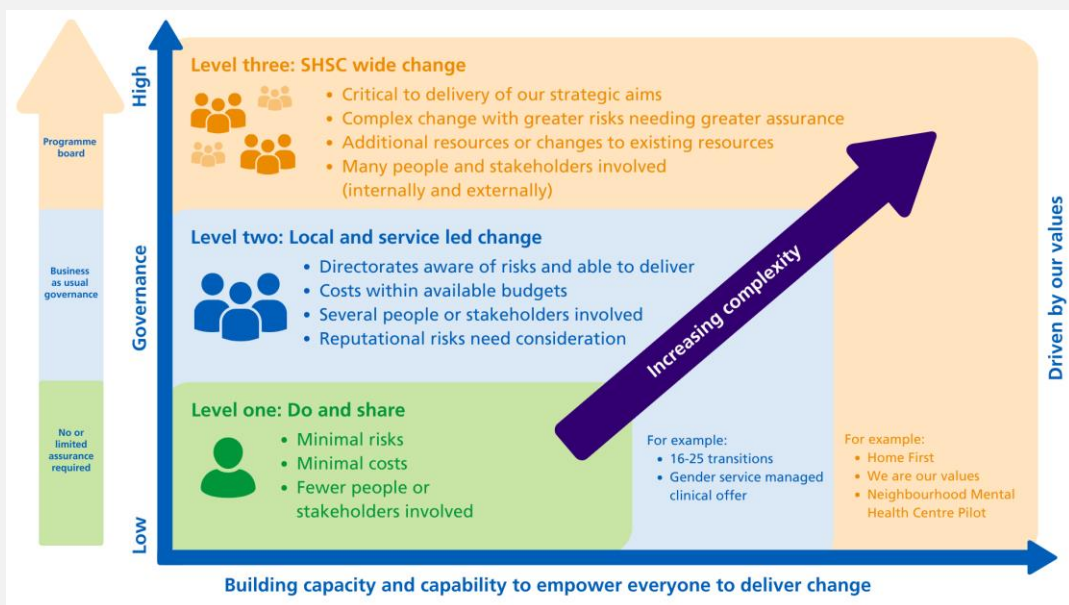 Programme
board
Business
as usual
governance
No or
limited
assurance
required
High
Governance
Low
Level three: SHSC wide change
• Critical to delivery of our strategic aims
• Complex change with greater risks needing greater assurance
• Additional resources or changes to existing resources
• Many people and stakeholders involved
(internally and externally)
Level two: Local and service led change
• Directorates aware of risks and able to deliver
• Costs within available budgets
• Several people or stakeholders involved
• Reputational risks need consideration
Level one: Do and share
• Minimal risks
• Minimal costs
• Fewer people or
stakeholders involved
Increasing complexity
For example:
• 16-25 transitions
• Gender service managed
clinical offer
For example:
• Home First
• We are our values
• Neighbourhood Mental
Health Centre Pilot
Driven by our values
Building capacity and capability to empower everyone to deliver change